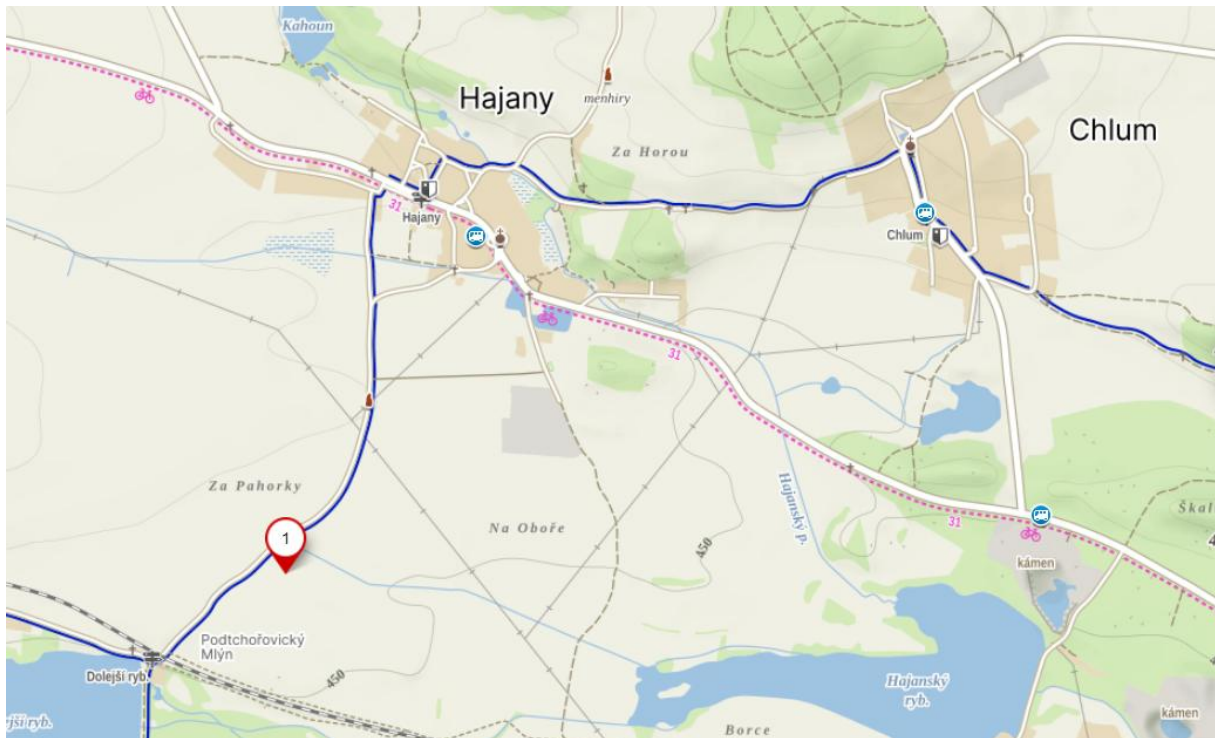 Kahoun
Hajany
menhiry
Chlum
Za Horou
31
Hajany
Chlum
31
Za Pahorky
Na Oboře
450
Hajanský p.
31
Škal
4
kámen
1
Podtchořovický
Mlýn
Dolejší ryb.
450
Hajanský
ryb.
ejší ryb.
Borce
kámen